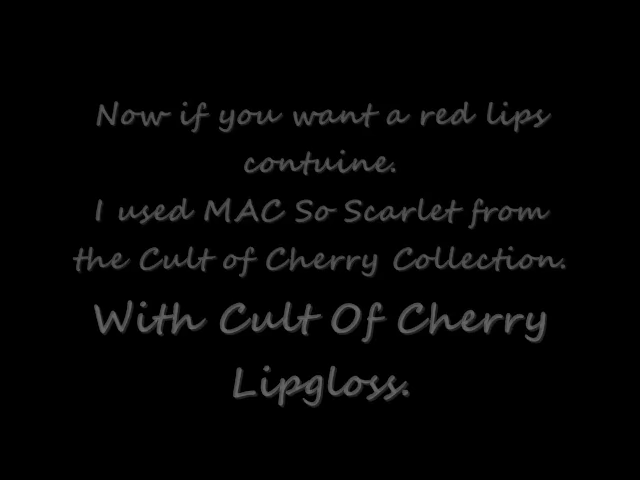 Now if you want a red lips
contuine.
I used MAC So Scarlet from
the Cult of Cherry Collection.
With Cult Of Cherry
Lipgloss.